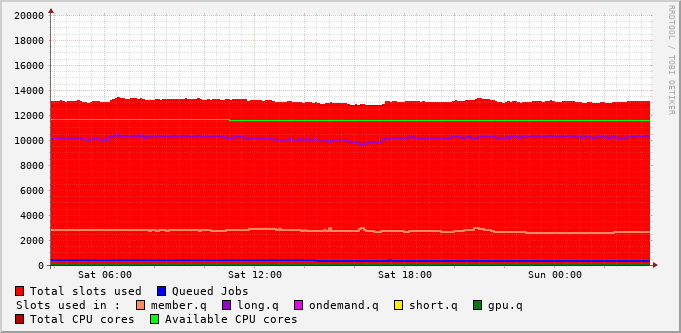 20000
18000
16000
14000
12000
10000
8000
6000
4000
2000
0
Sat 06:00 Sat 12:00 Sat 18:00 Sun 00:00
Total slots used Queued Jobs
Slots used in : member.q long.q ondemand.q short.q gpu.q
Total CPU cores Available CPU cores
RRDTOOL / TOBI OETIKER